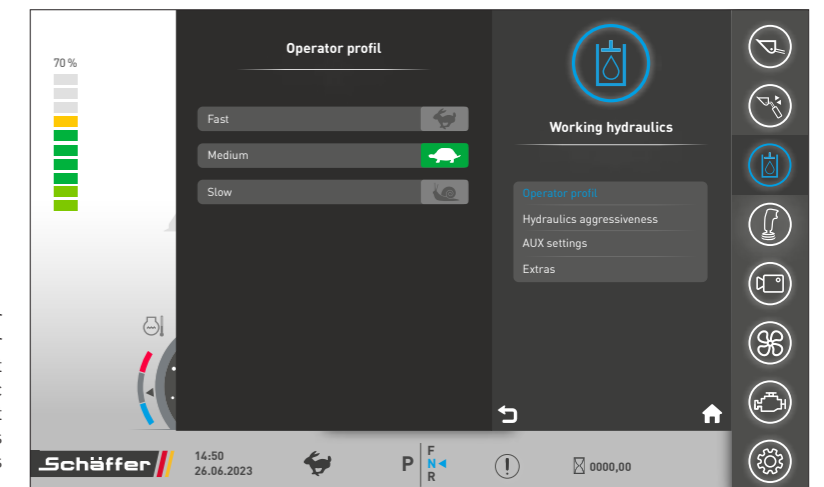 70 %
Operator profil
Fast
Medium
Slow
Working hydraulics
Operator profil
Hydraulics aggressiveness
AUX settings
Extras
Schäffer
14:50
26.06.2023
P
F
N
R
0000,00